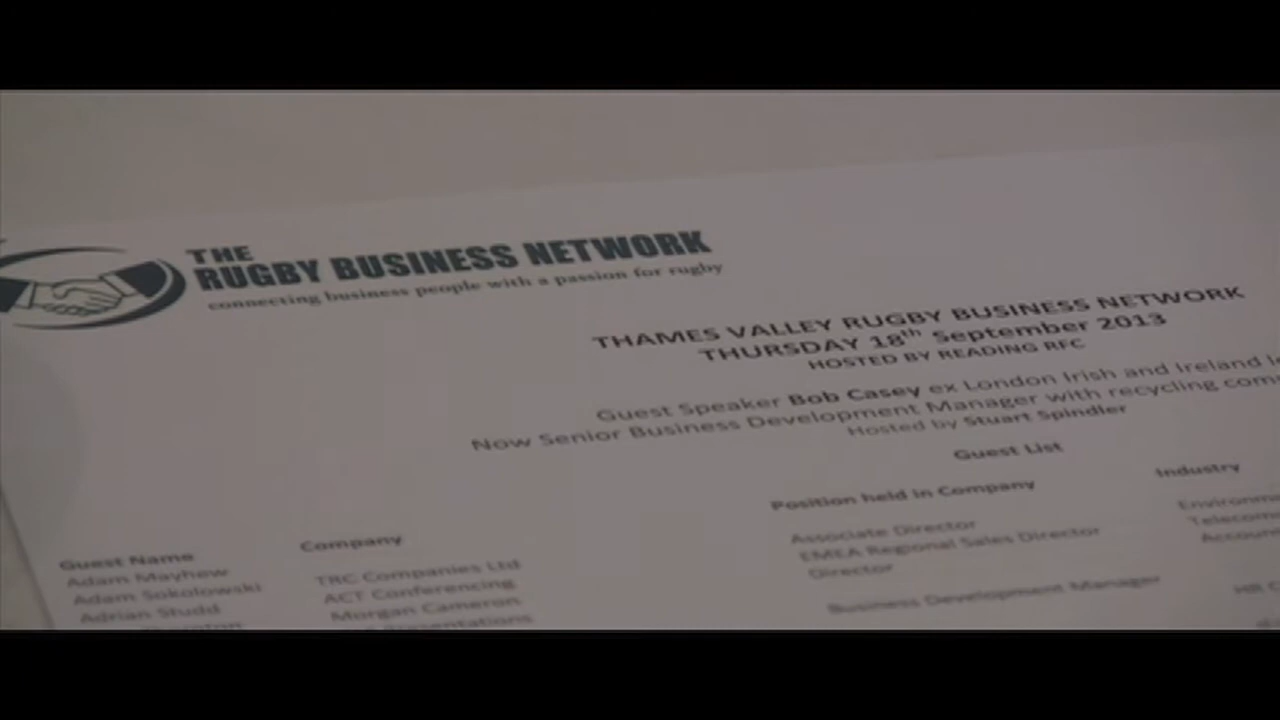 THE
RUGBY BUSINESS NETWORK
connecting business people with a passion for rugby
THAMES VALLEY RUGBY BUSINESS NETWORK
THURSDAY 18th September 2013
HOSTED BY READING RFC
Guest Speaker Bob Casey ex London Irish and Ireland
Now Senior Business Development Manager with recycling
Hosted by Stuart Spindler
Guest List
Guest Name Company Position held in Company Industry
Adam Mayhew TRC Companies Ltd Associate Director
Adam Sokolowski ACT Conferencing EMEA Regional Sales Director
Adrian Studd Morgan Cameron Director
Presentations Business Development Manager HR